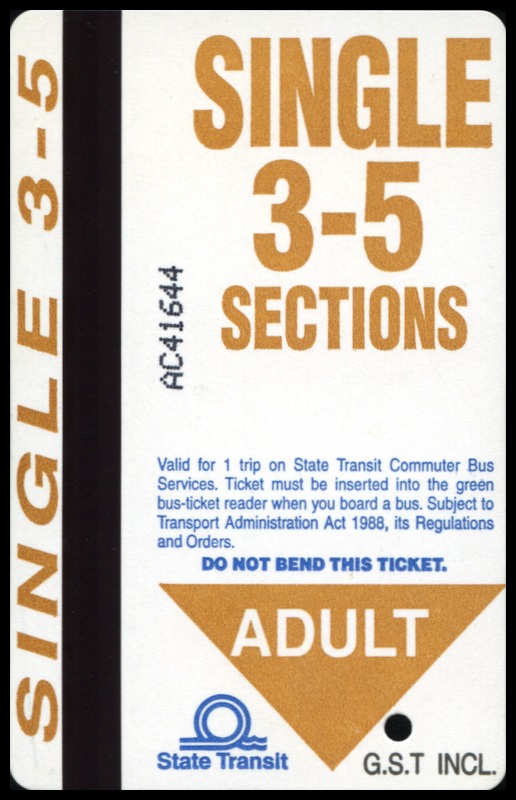 SINGLE 3-5
SINGLE
3-5
SECTIONS
AC41644
Valid for 1 trip on State Transit Commuter Bus
Services. Ticket must be inserted into the green
bus-ticket reader when you board a bus. Subject to
Transport Administration Act 1988, its Regulations
and Orders.
DO NOT BEND THIS TICKET.
ADULT
State Transit
G.S.T INCL.